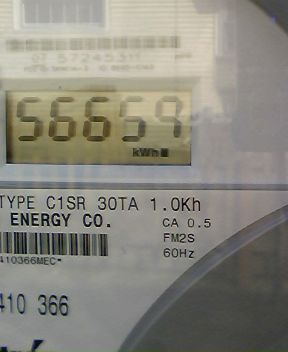 56659
kWh
TYPE C1SR 30TA 1.0Kh
ENERGY CO.
CA 0.5
FM2S
60Hz
410366MEC*
410 366